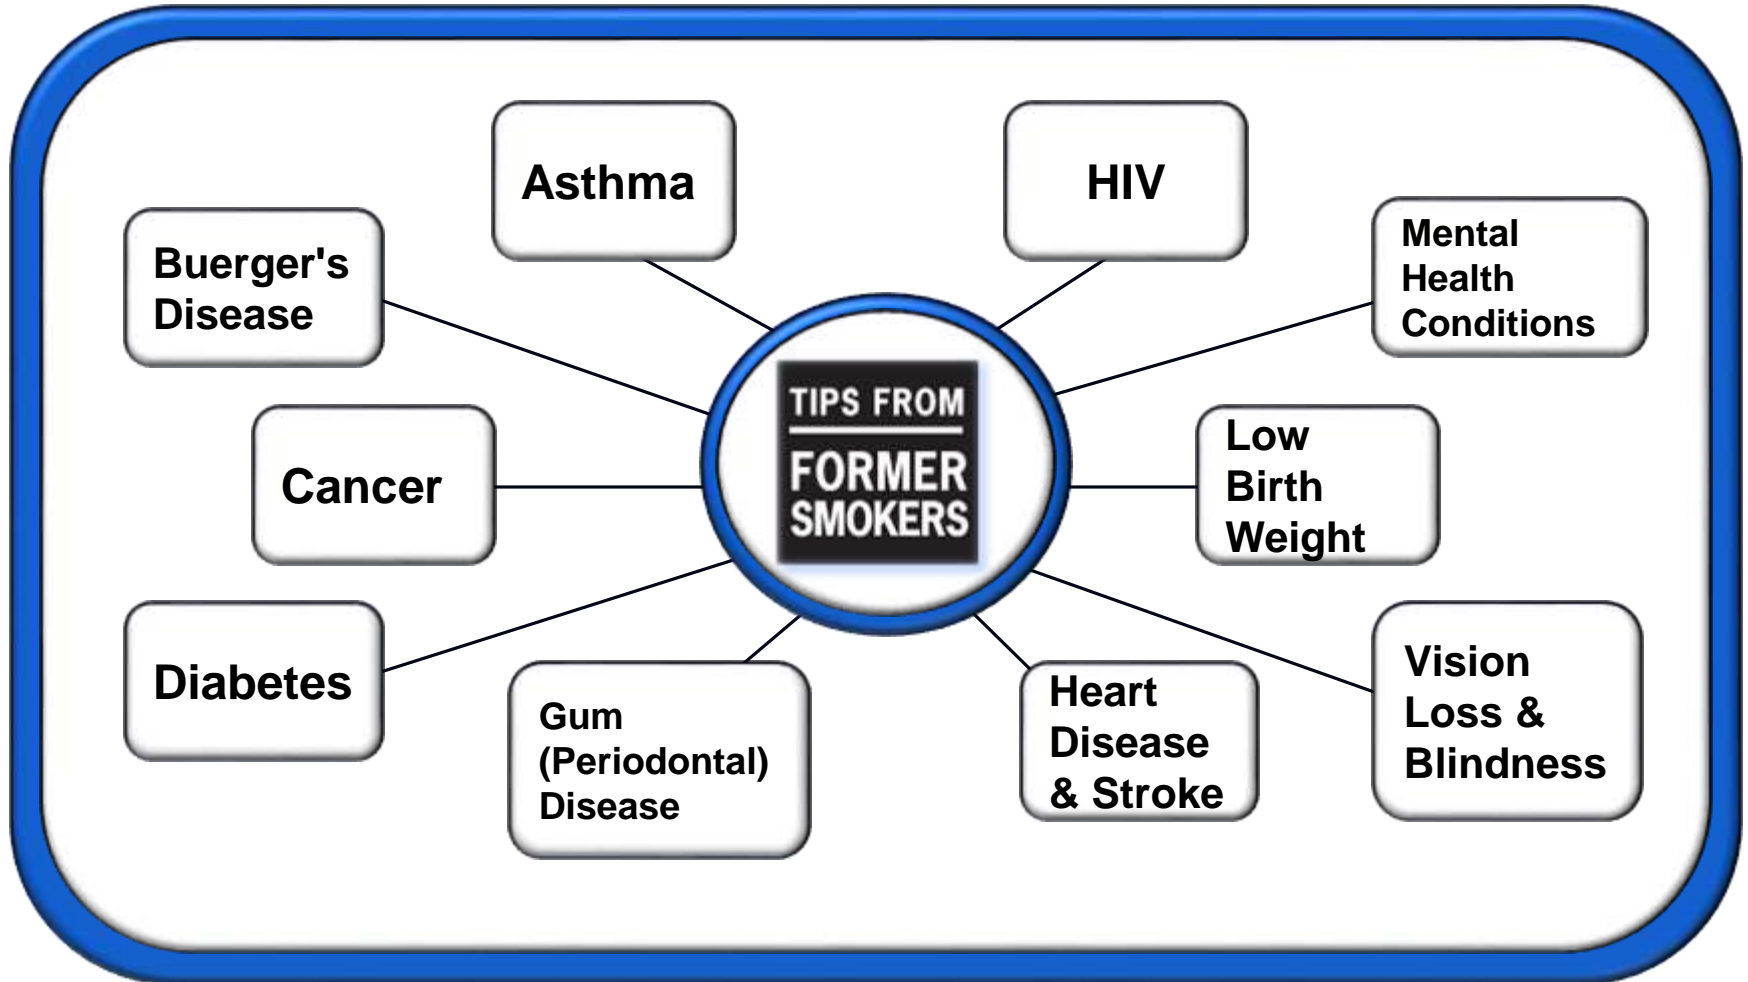 Asthma
HIV
Buerger's
Disease
Mental
Health
Conditions
TIPS FROM
FORMER
SMOKERS
Cancer
Low
Birth
Weight
Diabetes
Gum
(Periodontal)
Disease
Heart
Disease
& Stroke
Vision
Loss &
Blindness